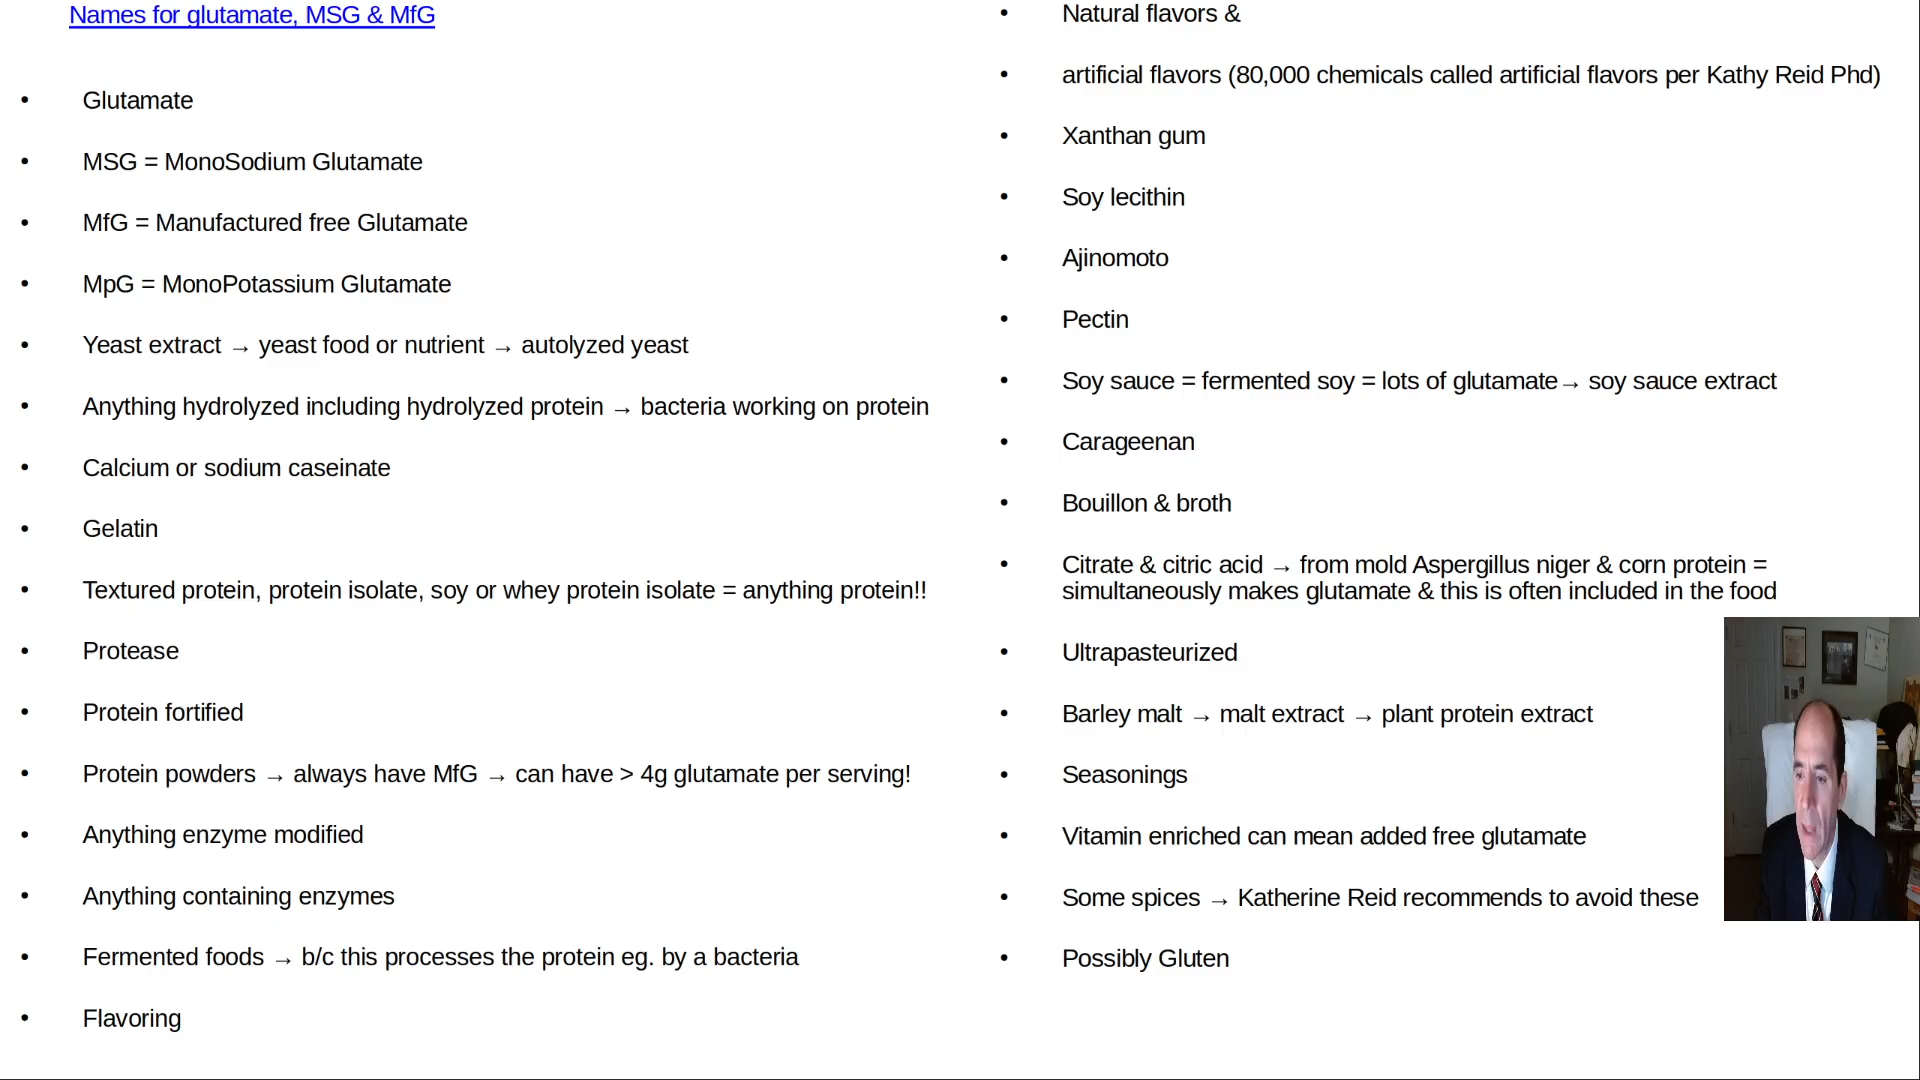 Names for glutamate, MSG & MfG
• Glutamate
• MSG = MonoSodium Glutamate
• MfG = Manufactured free Glutamate
• MpG = MonoPotassium Glutamate
• Yeast extract → yeast food or nutrient → autolyzed yeast
• Anything hydrolyzed including hydrolyzed protein → bacteria working on protein
• Calcium or sodium caseinate
• Gelatin
• Textured protein, protein isolate, soy or whey protein isolate = anything protein!!
• Protease
• Protein fortified
• Protein powders → always have MfG → can have > 4g glutamate per serving!
• Anything enzyme modified
• Anything containing enzymes
• Fermented foods → b/c this processes the protein eg. by a bacteria
• Flavoring
• Natural flavors &
• artificial flavors (80,000 chemicals called artificial flavors per Kathy Reid Phd)
• Xanthan gum
• Soy lecithin
• Ajinomoto
• Pectin
• Soy sauce = fermented soy = lots of glutamate→ soy sauce extract
• Carageenan
• Bouillon & broth
• Citrate & citric acid → from mold Aspergillus niger & corn protein =
simultaneously makes glutamate & this is often included in the food
• Ultrapasteurized
• Barley malt → malt extract → plant protein extract
• Seasonings
• Vitamin enriched can mean added free glutamate
• Some spices → Katherine Reid recommends to avoid these
• Possibly Gluten